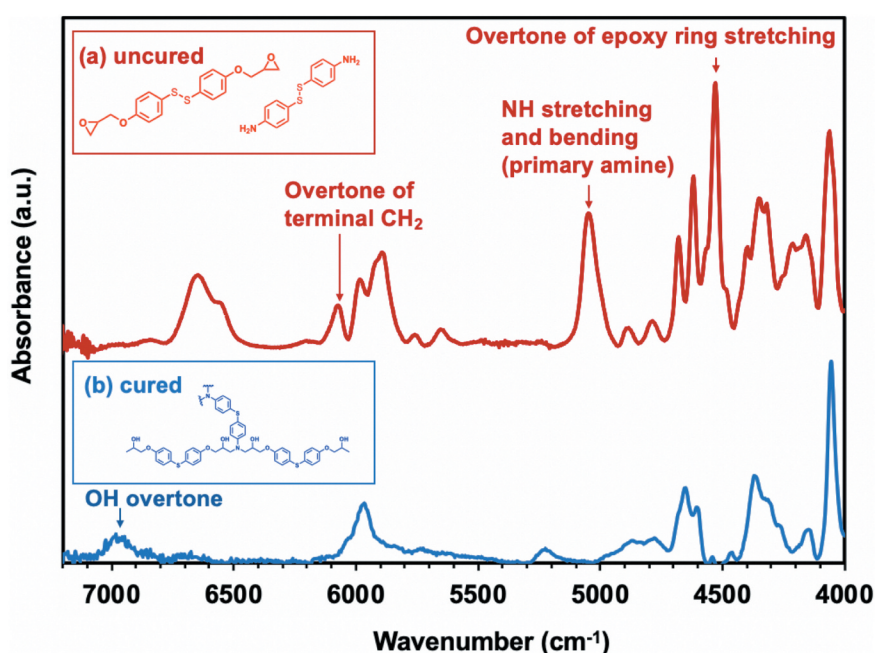 Overtone of epoxy ring stretching
(a) uncured
O
O
O
S
S
O
NH₂
S
S
H₂N
NH stretching
and bending
(primary amine)
Overtone of
terminal CH₂
Absorbance (a.u.)
(b) cured
N
S
OH
OH
OH
OH
O
S
O
N
O
S
O
OH overtone
7000
6500
6000
5500
5000
4500
4000
Wavenumber (cm⁻¹)